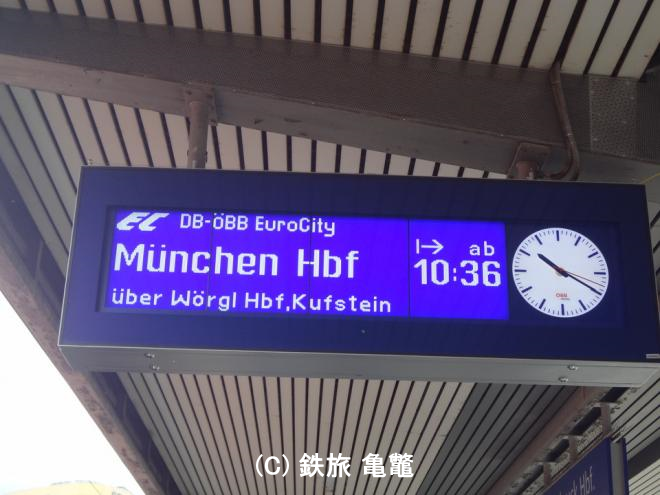 EC DB-ÖBB EuroCity
München Hbf
über Wörgl Hbf,Kufstein
ab
10:36
ÖBB
(C) 鉄旅 亀鼈